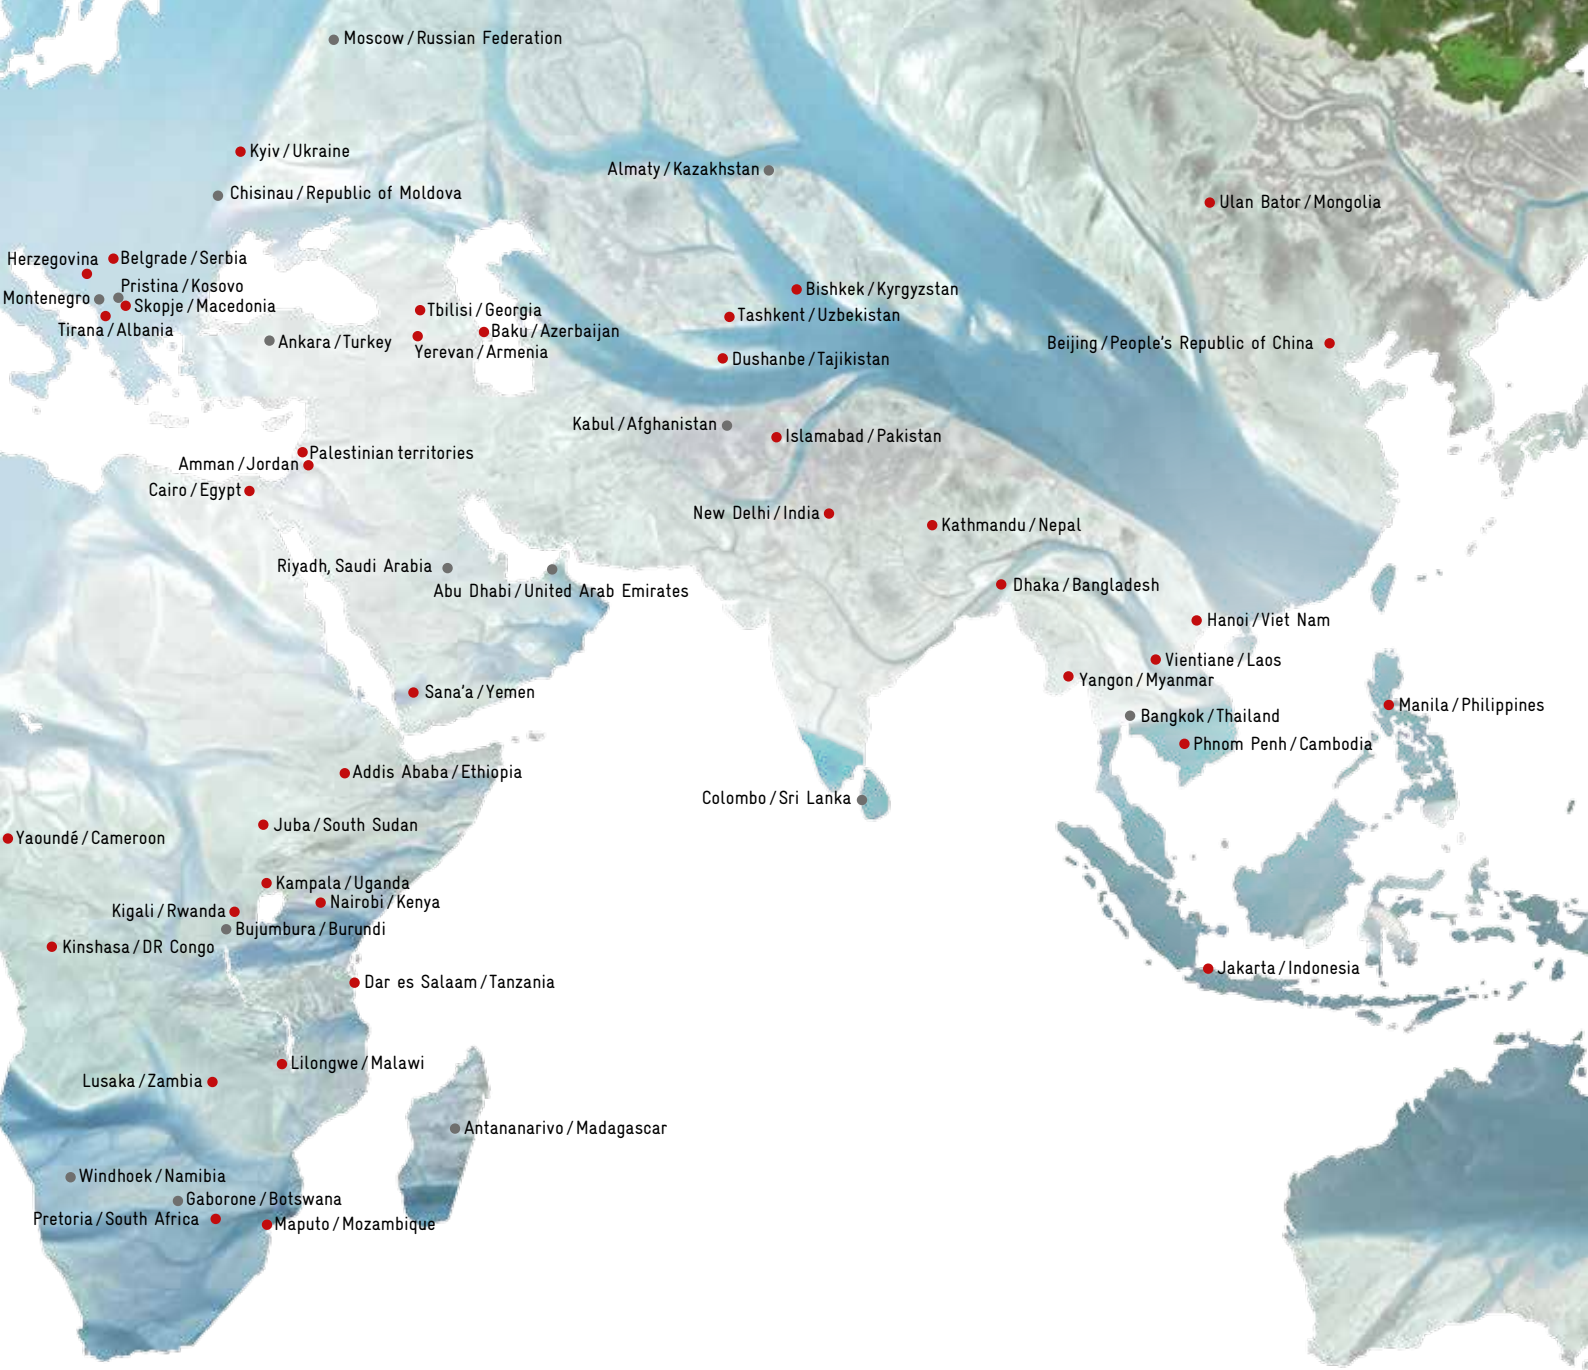 Moscow / Russian Federation
Kyiv / Ukraine
Almaty / Kazakhstan
Chisinau / Republic of Moldova
Ulan Bator / Mongolia
Herzegovina
Belgrade / Serbia
Pristina / Kosovo
Montenegro
Skopje / Macedonia
Tirana / Albania
Bishkek / Kyrgyzstan
Tbilisi / Georgia
Tashkent / Uzbekistan
Baku / Azerbaijan
Ankara / Turkey
Yerevan / Armenia
Beijing / People's Republic of China
Dushanbe / Tajikistan
Kabul / Afghanistan
Islamabad / Pakistan
Palestinian territories
Amman / Jordan
Cairo / Egypt
New Delhi / India
Kathmandu / Nepal
Riyadh, Saudi Arabia
Abu Dhabi / United Arab Emirates
Dhaka / Bangladesh
Hanoi / Viet Nam
Vientiane / Laos
Yangon / Myanmar
Sana'a / Yemen
Manila / Philippines
Bangkok / Thailand
Phnom Penh / Cambodia
Addis Ababa / Ethiopia
Colombo / Sri Lanka
Juba / South Sudan
Yaoundé / Cameroon
Kampala / Uganda
Nairobi / Kenya
Kigali / Rwanda
Bujumbura / Burundi
Kinshasa / DR Congo
Jakarta / Indonesia
Dar es Salaam / Tanzania
Lilongwe / Malawi
Lusaka / Zambia
Antananarivo / Madagascar
Windhoek / Namibia
Gaborone / Botswana
Pretoria / South Africa
Maputo / Mozambique